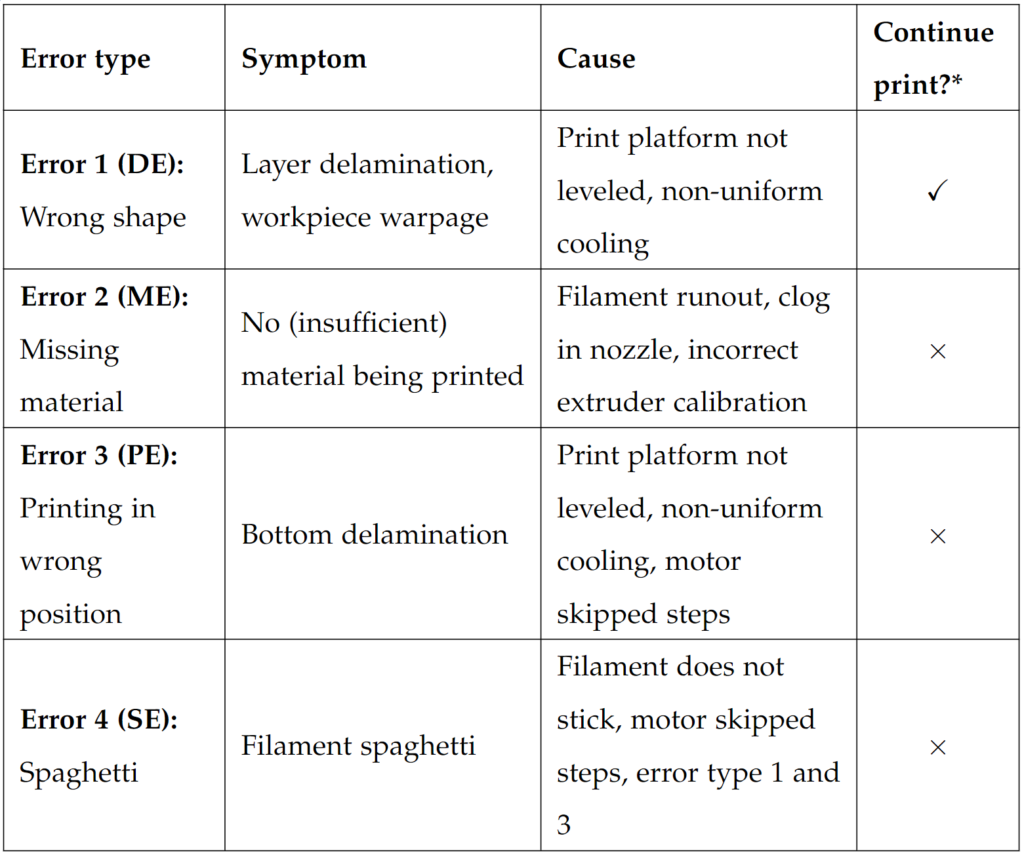 Error type
Symptom
Cause
Continue
print?*
Error 1 (DE):
Wrong shape
Layer delamination,
workpiece warpage
Print platform not
leveled, non-uniform
cooling
✓
Error 2 (ME):
Missing
material
No (insufficient)
material being printed
Filament runout, clog
in nozzle, incorrect
extruder calibration
×
Error 3 (PE):
Printing in
wrong
position
Bottom delamination
Print platform not
leveled, non-uniform
cooling, motor
skipped steps
×
Error 4 (SE):
Spaghetti
Filament spaghetti
Filament does not
stick, motor skipped
steps, error type 1 and
3
×